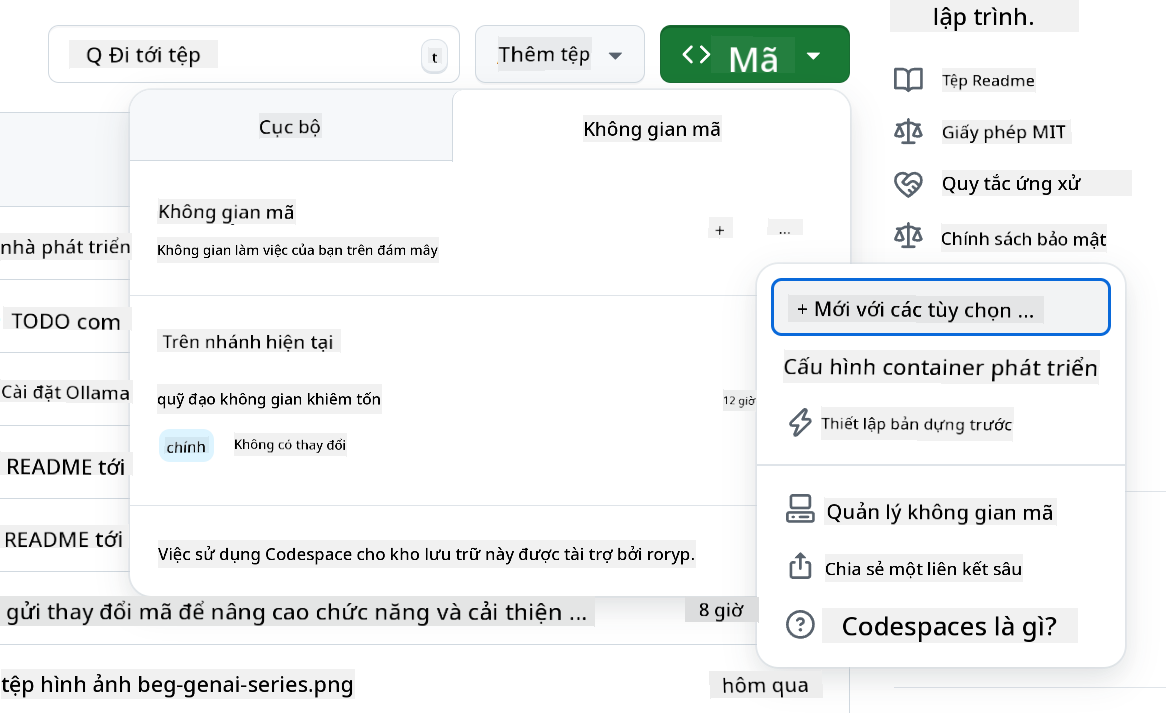 lập trình.
Q Đi tới tệp
t
Thêm tệp
<> Mã
Tệp Readme
Giấy phép MIT
Quy tắc ứng xử
Chính sách bảo mật
Cục bộ
Không gian mã
Không gian mã
+ ...
Không gian làm việc của bạn trên đám mây
nhà phát triển
+ Mới với các tùy chọn ...
TODO com
Trên nhánh hiện tại
Cấu hình container phát triển
Cài đặt Ollama
quỹ đạo không gian khiêm tốn
12 giờ
Thiết lập bản dựng trước
chính
Không có thay đổi
README tới
Quản lý không gian mã
README tới
Việc sử dụng Codespace cho kho lưu trữ này được tài trợ bởi roryp.
Chia sẻ một liên kết sâu
gửi thay đổi mã để nâng cao chức năng và cải thiện ...
8 giờ
Codespaces là gì?
tệp hình ảnh beg-genai-series.png
hôm qua